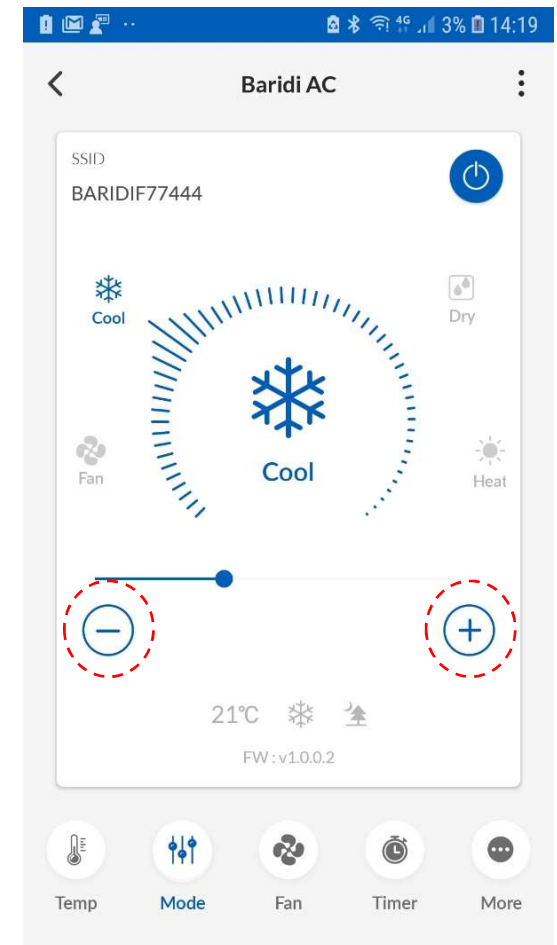 4G 3% 14:19
Baridi AC
SSID
BARIDIF77444
Cool
Dry
Fan
Cool
Heat
21℃
FW : v1.0.0.2
Temp Mode Fan Timer More